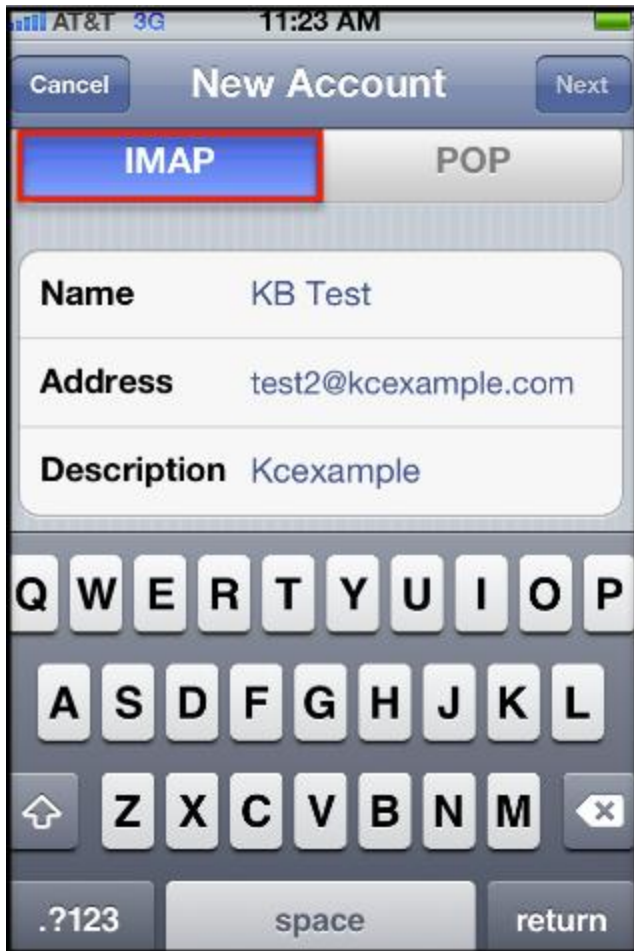 AT&T 3G 11:23 AM
Cancel New Account Next
IMAP POP
Name KB Test
Address test2@kcexample.com
Description Kcexample
Q W E R T Y U I O P
A S D F G H J K L
Z X C V B N M
.?123 space return